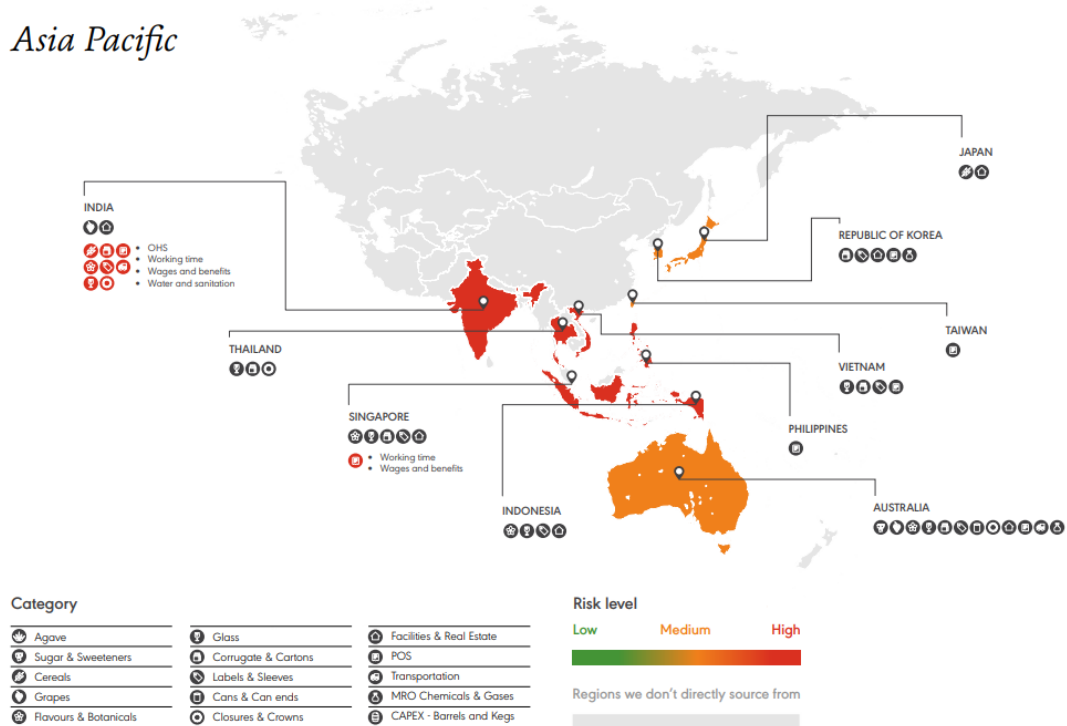 Asia Pacific
JAPAN
INDIA
• OHS
• Working time
• Wages and benefits
• Water and sanitation
REPUBLIC OF KOREA
TAIWAN
THAILAND
VIETNAM
SINGAPORE
• Working time
• Wages and benefits
PHILIPPINES
INDONESIA
AUSTRALIA
Category
Agave
Sugar & Sweeteners
Cereals
Grapes
Flavours & Botanicals
Glass
Corrugate & Cartons
Labels & Sleeves
Cans & Can ends
Closures & Crowns
Facilities & Real Estate
POS
Transportation
MRO Chemicals & Gases
CAPEX - Barrels and Kegs
Risk level
Low Medium High
Regions we don't directly source from